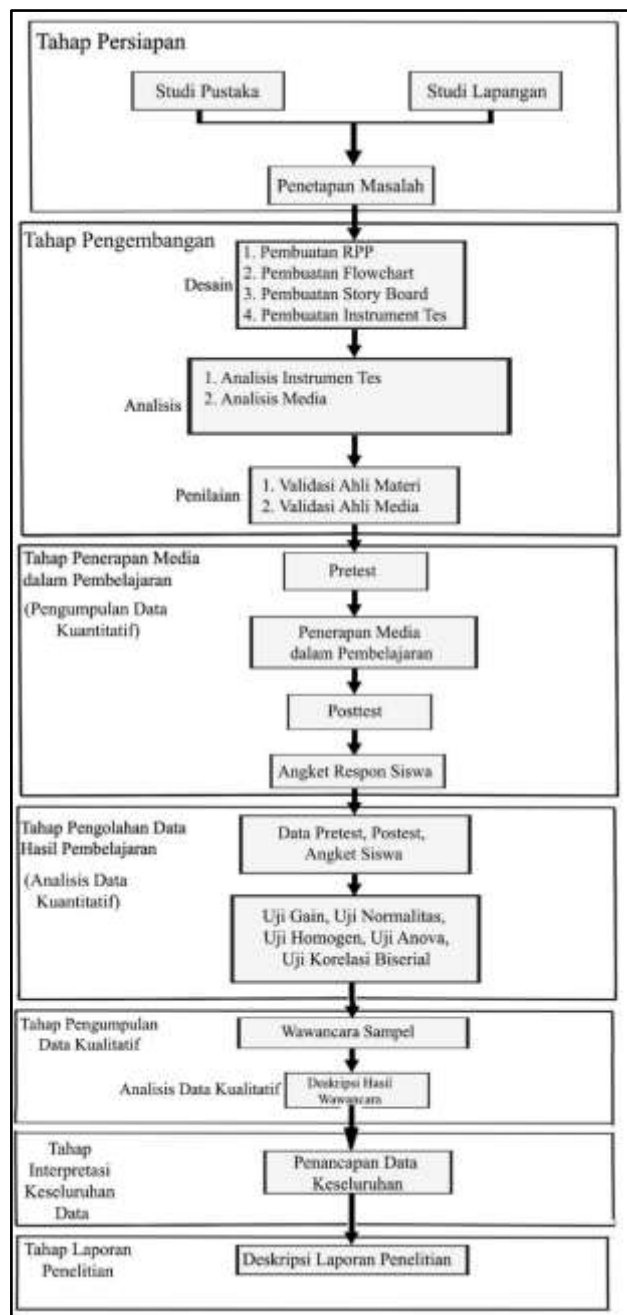 Tahap Persiapan
Studi Pustaka
Studi Lapangan
Penetapan Masalah
Tahap Pengembangan
Desain
1. Pembuatan RPP
2. Pembuatan Flowchart
3. Pembuatan Story Board
4. Pembuatan Instrument Tes
Analisis
1. Analisis Instrumen Tes
2. Analisis Media
Penilaian
1. Validasi Ahli Materi
2. Validasi Ahli Media
Tahap Penerapan Media
dalam Pembelajaran
(Pengumpulan Data
Kuantitatif)
Pretest
Penerapan Media
dalam Pembelajaran
Posttest
Angket Respon Siswa
Tahap Pengolahan Data
Hasil Pembelajaran
(Analisis Data
Kuantitatif)
Data Pretest, Postest,
Angket Siswa
Uji Gain, Uji Normalitas,
Uji Homogen, Uji Anova,
Uji Korelasi Biserial
Tahap Pengumpulan
Data Kualitatif
Wawancara Sampel
Analisis Data Kualitatif
Deskripsi Hasil
Wawancara
Tahap
Interpretasi
Keseluruhan
Data
Penancapan Data
Keseluruhan
Tahap Laporan
Penelitian
Deskripsi Laporan Penelitian